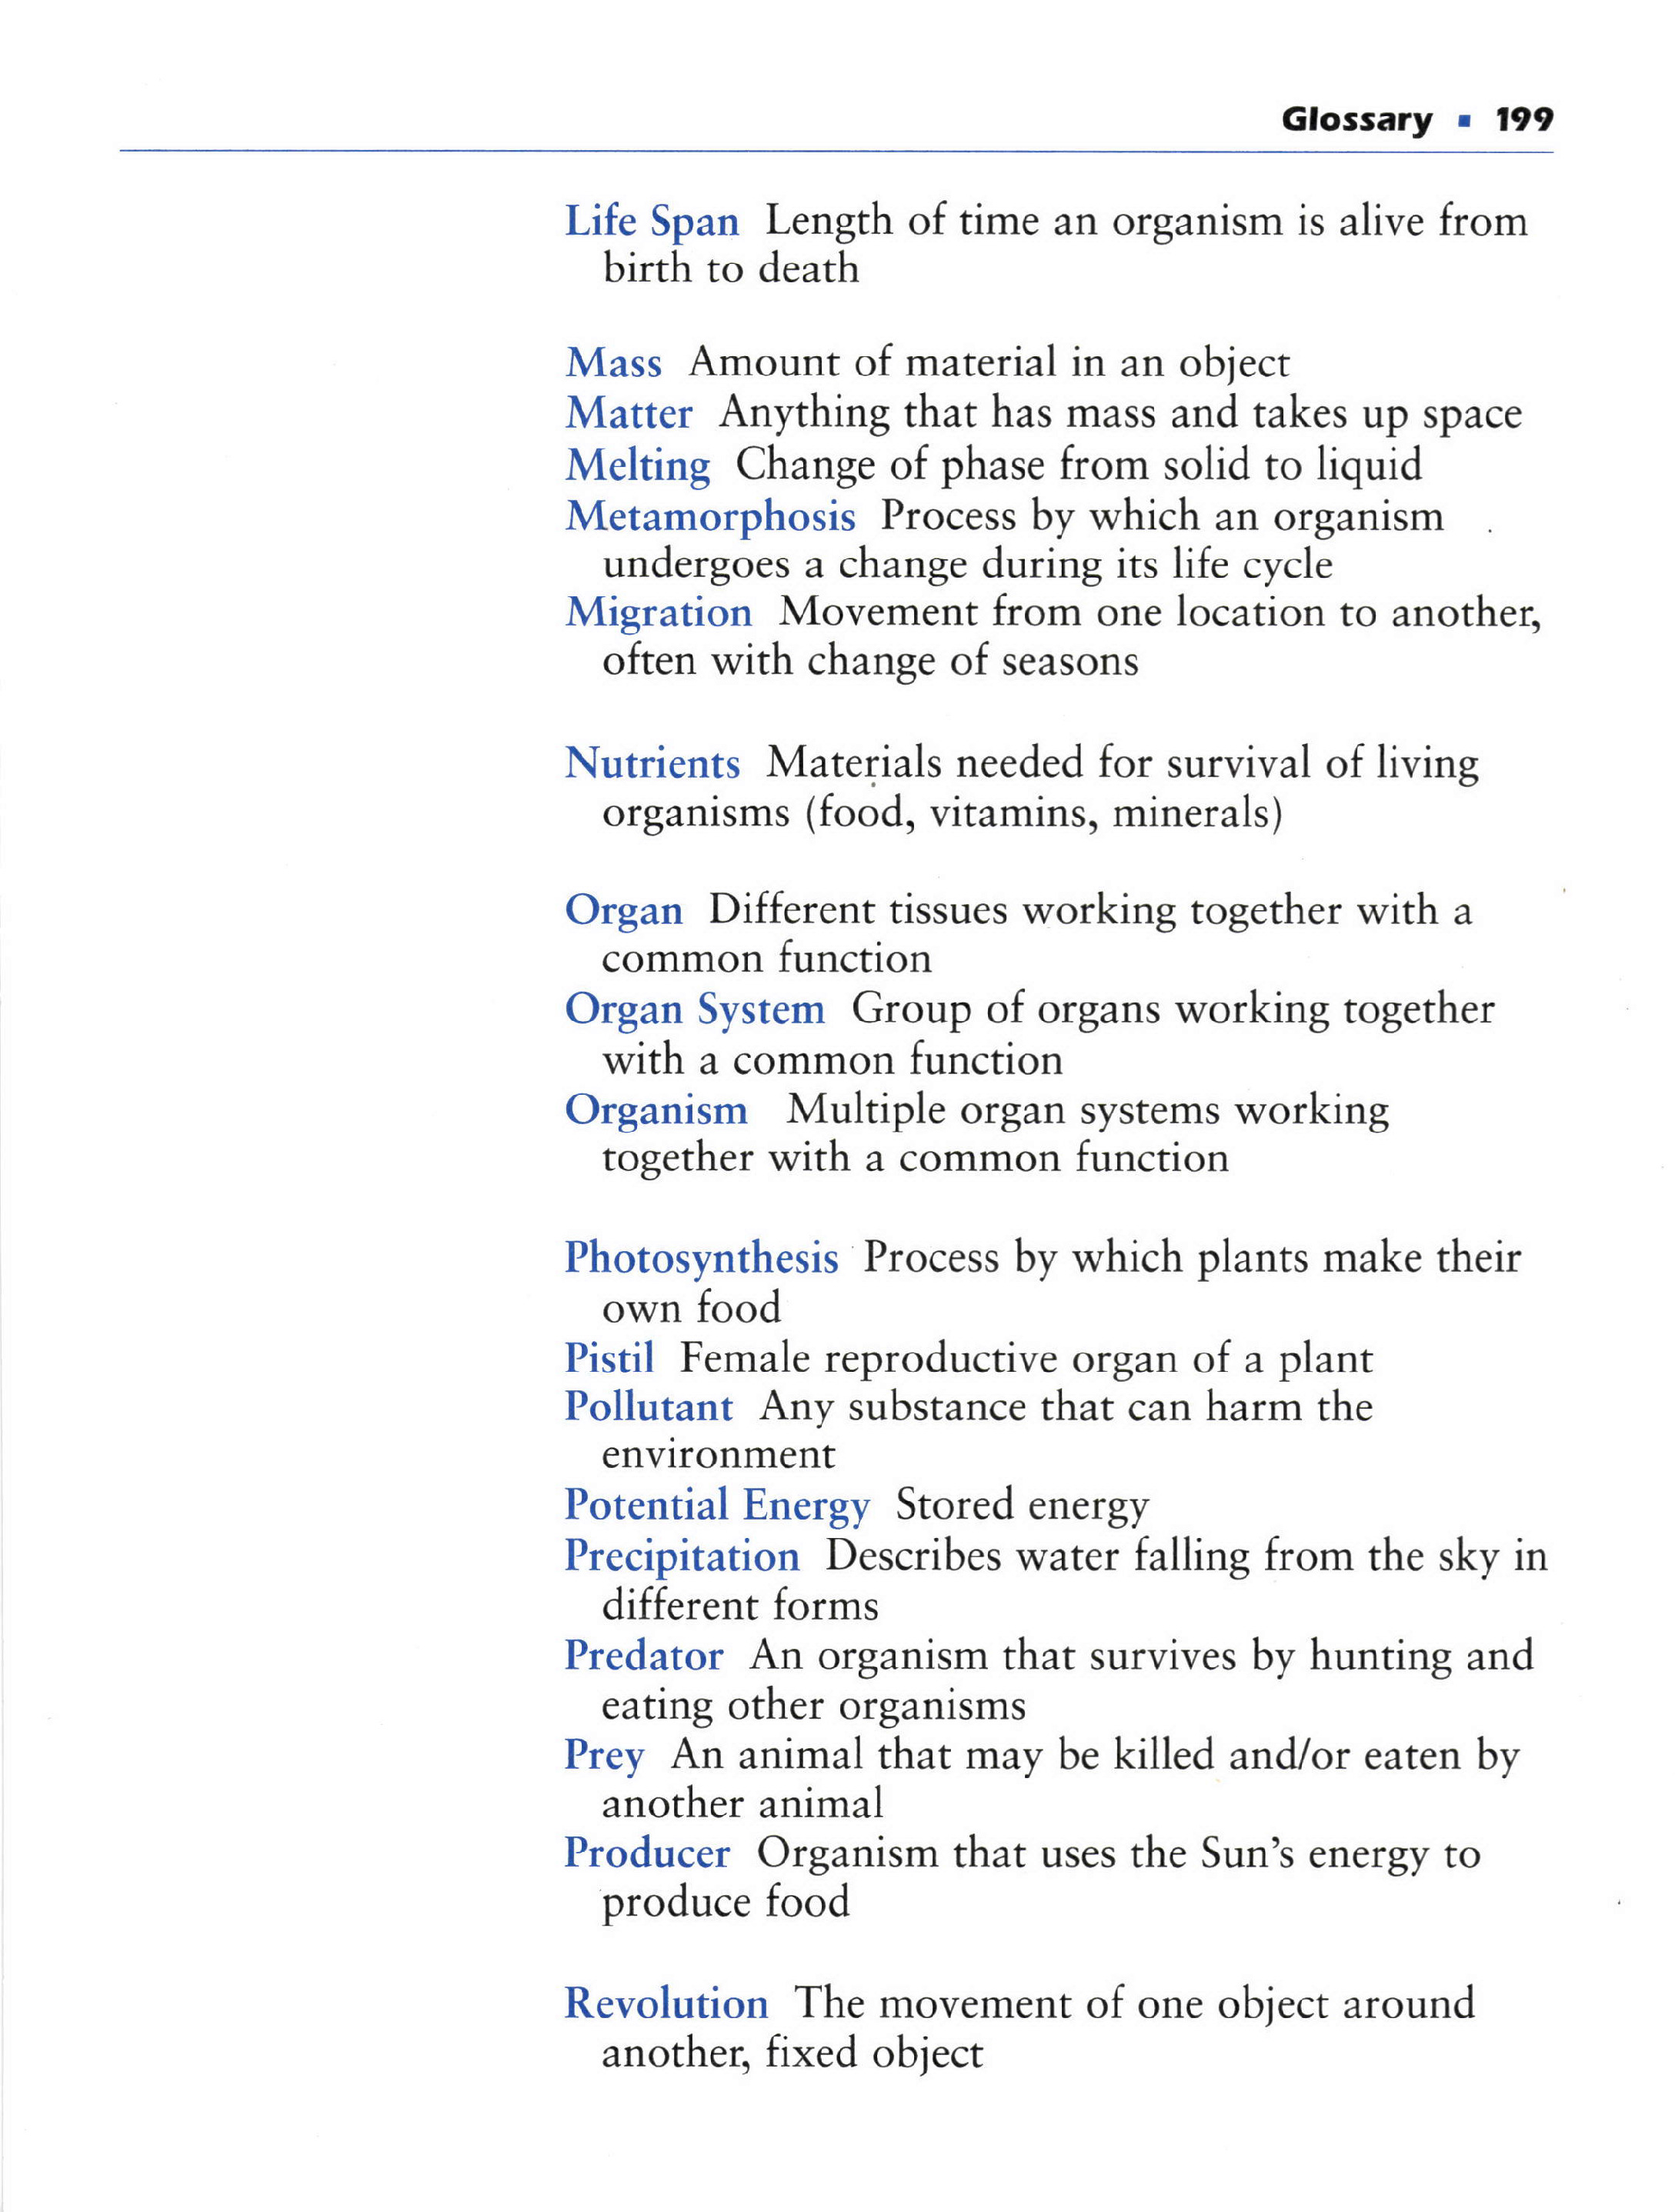 Glossary ▪ 199
Life Span Length of time an organism is alive from
birth to death
Mass Amount of material in an object
Matter Anything that has mass and takes up space
Melting Change of phase from solid to liquid
Metamorphosis Process by which an organism
undergoes a change during its life cycle
Migration Movement from one location to another,
often with change of seasons
Nutrients Materials needed for survival of living
organisms (food, vitamins, minerals)
Organ Different tissues working together with a
common function
Organ System Group of organs working together
with a common function
Organism Multiple organ systems working
together with a common function
Photosynthesis Process by which plants make their
own food
Pistil Female reproductive organ of a plant
Pollutant Any substance that can harm the
environment
Potential Energy Stored energy
Precipitation Describes water falling from the sky in
different forms
Predator An organism that survives by hunting and
eating other organisms
Prey An animal that may be killed and/or eaten by
another animal
Producer Organism that uses the Sun's energy to
produce food
Revolution The movement of one object around
another, fixed object